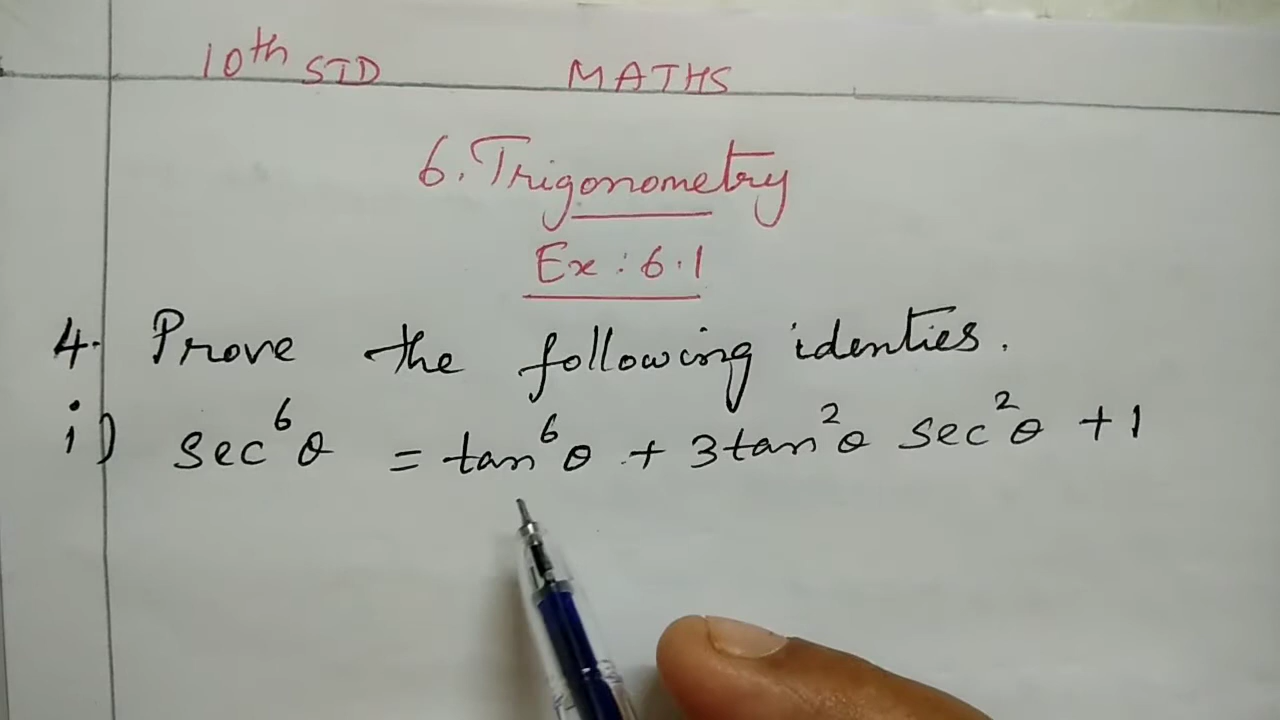 10th STD MATHS
6. Trigonometry
Ex : 6.1
4. Prove the following identies.
i) sec⁶θ = tan⁶θ + 3tan²θ sec²θ + 1